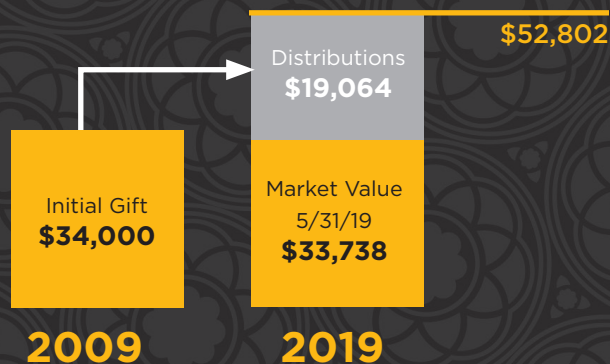 $52,802
Distributions
$19,064
Initial Gift
$34,000
Market Value
5/31/19
$33,738
2009
2019